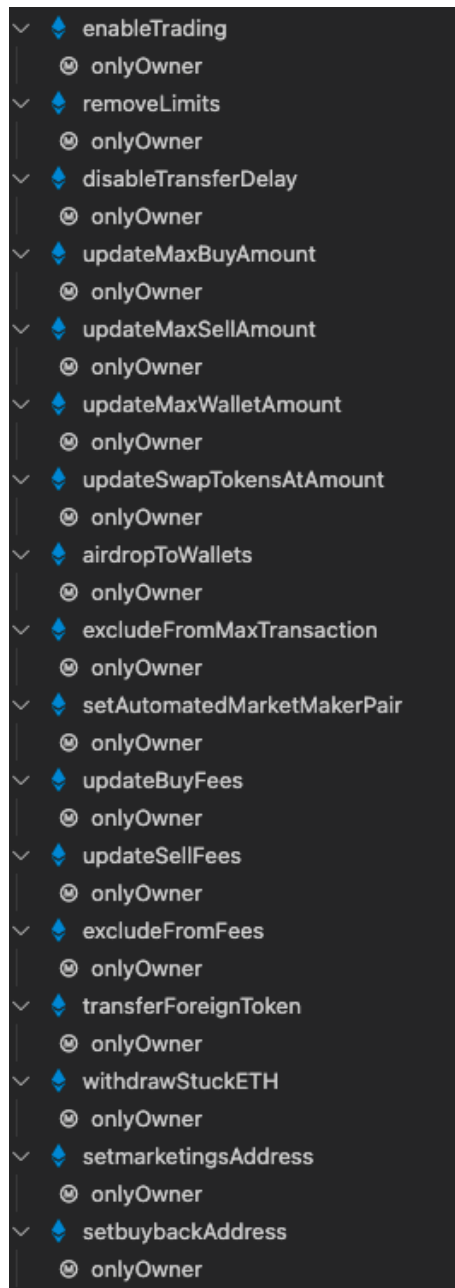 enableTrading
onlyOwner
removeLimits
onlyOwner
disableTransferDelay
onlyOwner
updateMaxBuyAmount
onlyOwner
updateMaxSellAmount
onlyOwner
updateMaxWalletAmount
onlyOwner
updateSwapTokensAtAmount
onlyOwner
airdropToWallets
onlyOwner
excludeFromMaxTransaction
onlyOwner
setAutomatedMarketMakerPair
onlyOwner
updateBuyFees
onlyOwner
updateSellFees
onlyOwner
excludeFromFees
onlyOwner
transferForeignToken
onlyOwner
withdrawStuckETH
onlyOwner
setmarketingsAddress
onlyOwner
setbuybackAddress
onlyOwner